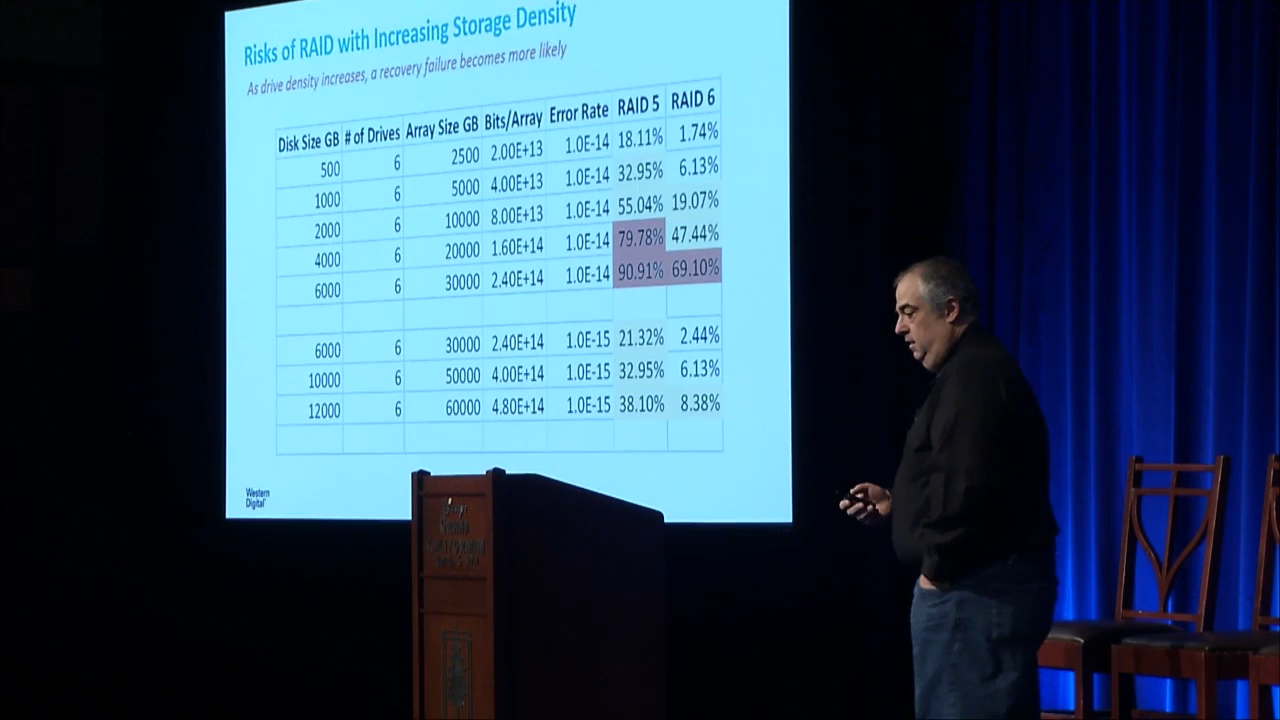 Risks of RAID with Increasing Storage Density
As drive density increases, a recovery failure becomes more likely
Disk Size GB # of Drives Array Size GB Bits/Array Error Rate RAID 5 RAID 6
500 6 2500 2.00E+13 1.0E-14 18.11% 1.74%
1000 6 5000 4.00E+13 1.0E-14 32.95% 6.13%
2000 6 10000 8.00E+13 1.0E-14 55.04% 19.07%
4000 6 20000 1.60E+14 1.0E-14 79.78% 47.44%
6000 6 30000 2.40E+14 1.0E-14 90.91% 69.10%
6000 6 30000 2.40E+14 1.0E-15 21.32% 2.44%
10000 6 50000 4.00E+14 1.0E-15 32.95% 6.13%
12000 6 60000 4.80E+14 1.0E-15 38.10% 8.38%
Western
Digital